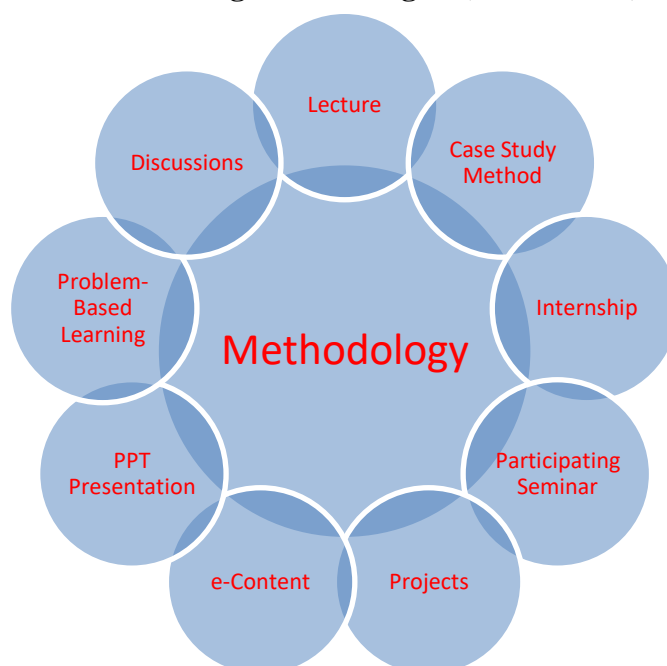 Lecture
Case Study
Method
Internship
Participating
Seminar
Projects
e-Content
PPT
Presentation
Problem-
Based
Learning
Discussions
Methodology